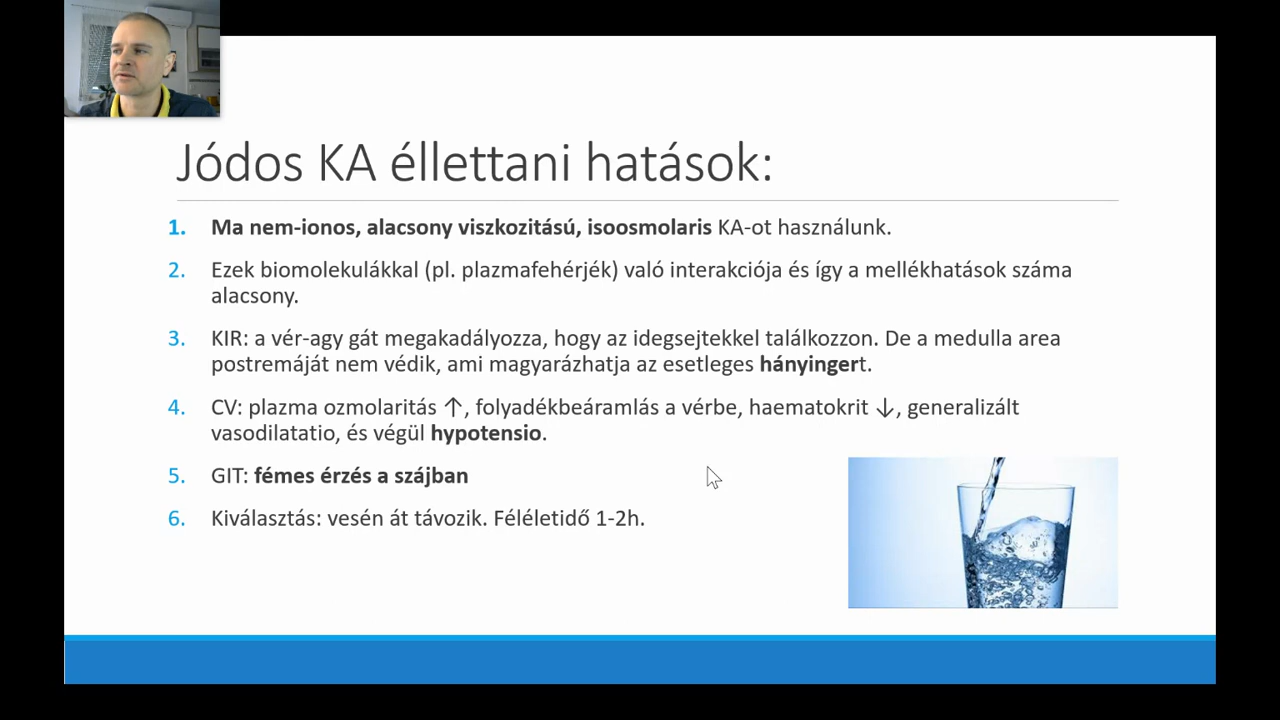 Jódos KA éllettani hatások:
1. Ma nem-ionos, alacsony viszkozitású, isoosmolaris KA-ot használunk.
2. Ezek biomolekulákkal (pl. plazmafehérjék) való interakciója és így a mellékhatások száma
alacsony.
3. KIR: a vér-agy gát megakadályozza, hogy az idegsejtekkel találkozzon. De a medulla area
postremáját nem védik, ami magyarázhatja az esetleges hányingert.
4. CV: plazma ozmolaritás ↑, folyadékbeáramlás a vérbe, haematokrit ↓, generalizált
vasodilatatio, és végül hypotensio.
5. GIT: fémes érzés a szájban
6. Kiválasztás: vesén át távozik. Féléletidő 1-2h.